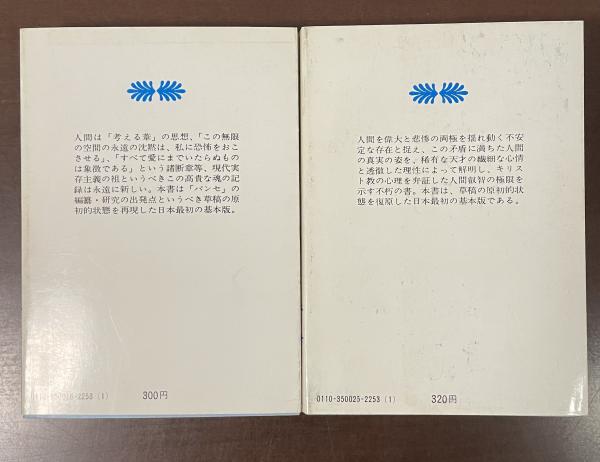 人間は「考える葦」の思想、「この無限
の空間の永遠の沈黙は、私に恐怖をおこ
させる」、「すべて愛にまでいたらぬもの
は象徴である」という諸断章等、現代実
存主義の祖というべきこの高貴な魂の記
録は永遠に新しい。本書は「パンセ」の
編纂・研究の出発点というべき草稿の原
初的状態を再現した日本最初の基本版。
300円
人間を偉大と悲惨の両極を揺れ動く不安
定な存在と捉え、この矛盾に満ちた人間
の真実の姿を、稀有な天才の繊細な心情
と透徹した理性によって解明し、キリス
ト教の心理を弁証した人間叡智の極限を
示す不朽の書。本書は、草稿の原初的状
態を復原した日本最初の基本版である。
0110-350025-2253 (1)
320円